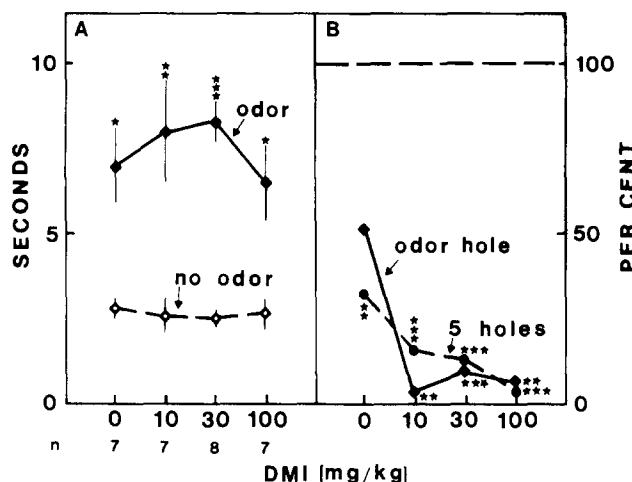 A
B
10
5
0
SECONDS
*
**
***
*
odor
no odor
0 10 30 100
n 7 7 8 7
100
50
0
PER CENT
odor hole
5 holes
**
***
***
**
**
***
***
0 10 30 100
DMI [mg/kg]